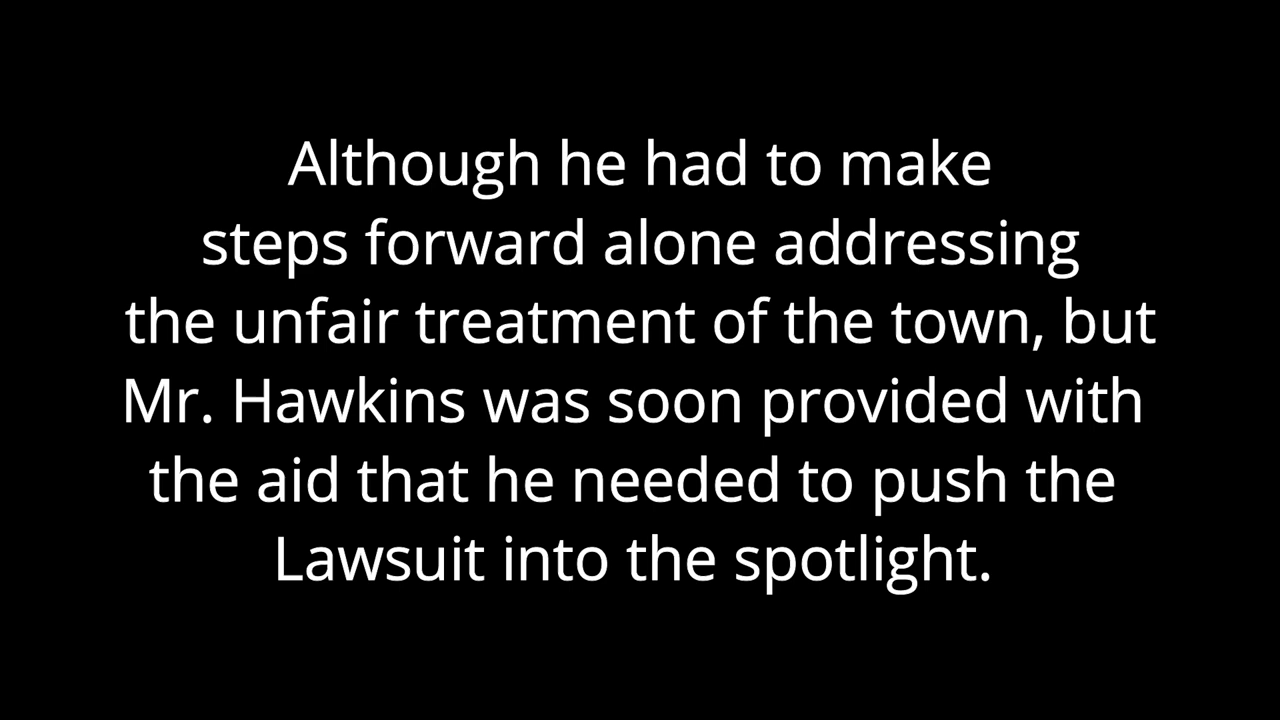 Although he had to make
steps forward alone addressing
the unfair treatment of the town, but
Mr. Hawkins was soon provided with
the aid that he needed to push the
Lawsuit into the spotlight.